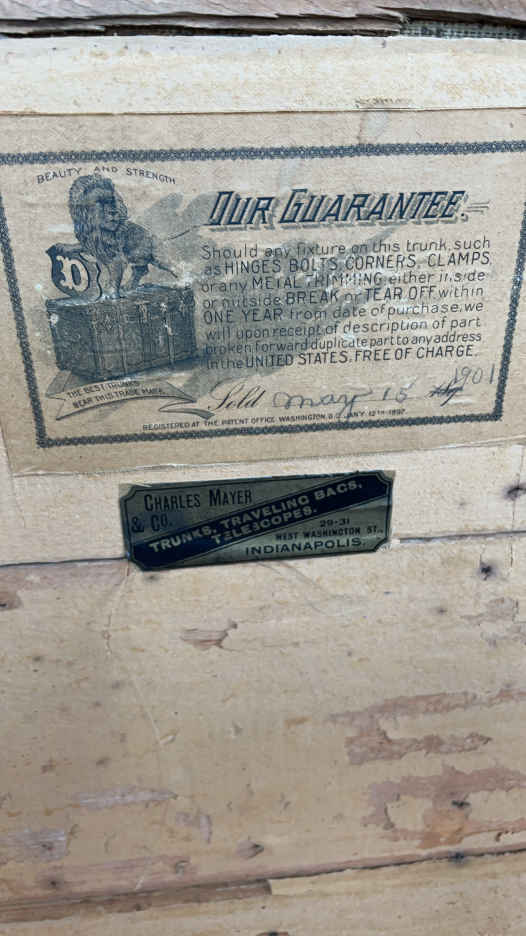 BEAUTY AND STRENGTH
OUR GUARANTEE:
Should any fixture on this trunk, such
as HINGES, BOLTS, CORNERS, CLAMPS,
or any METAL TRIMMING either inside
or outside BREAK or TEAR OFF within
ONE YEAR from date of purchase, we
will upon receipt of description of part
broken forward duplicate part to any address
in the UNITED STATES, FREE OF CHARGE.
THE BEST TRUNKS
BEAR THIS TRADE MARK.
Sold May 15 1901
REGISTERED AT THE PATENT OFFICE WASHINGTON D.C. JAN'Y 12TH 1897.
CHARLES MAYER
& CO.
TRUNKS, TRAVELING BAGS,
TELESCOPES.
29-31
WEST WASHINGTON ST.,
INDIANAPOLIS.